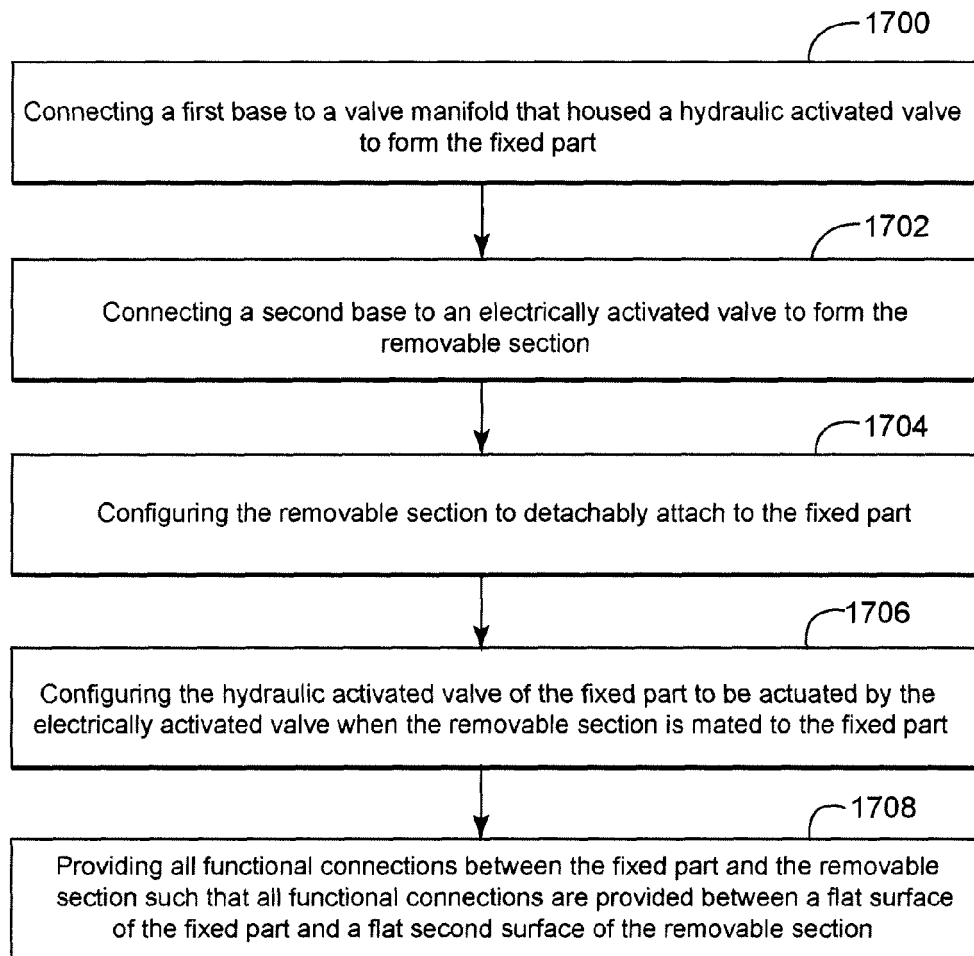 1700
Connecting a first base to a valve manifold that housed a hydraulic activated valve
to form the fixed part
1702
Connecting a second base to an electrically activated valve to form the
removable section
1704
Configuring the removable section to detachably attach to the fixed part
1706
Configuring the hydraulic activated valve of the fixed part to be actuated by the
electrically activated valve when the removable section is mated to the fixed part
1708
Providing all functional connections between the fixed part and the removable
section such that all functional connections are provided between a flat surface
of the fixed part and a flat second surface of the removable section